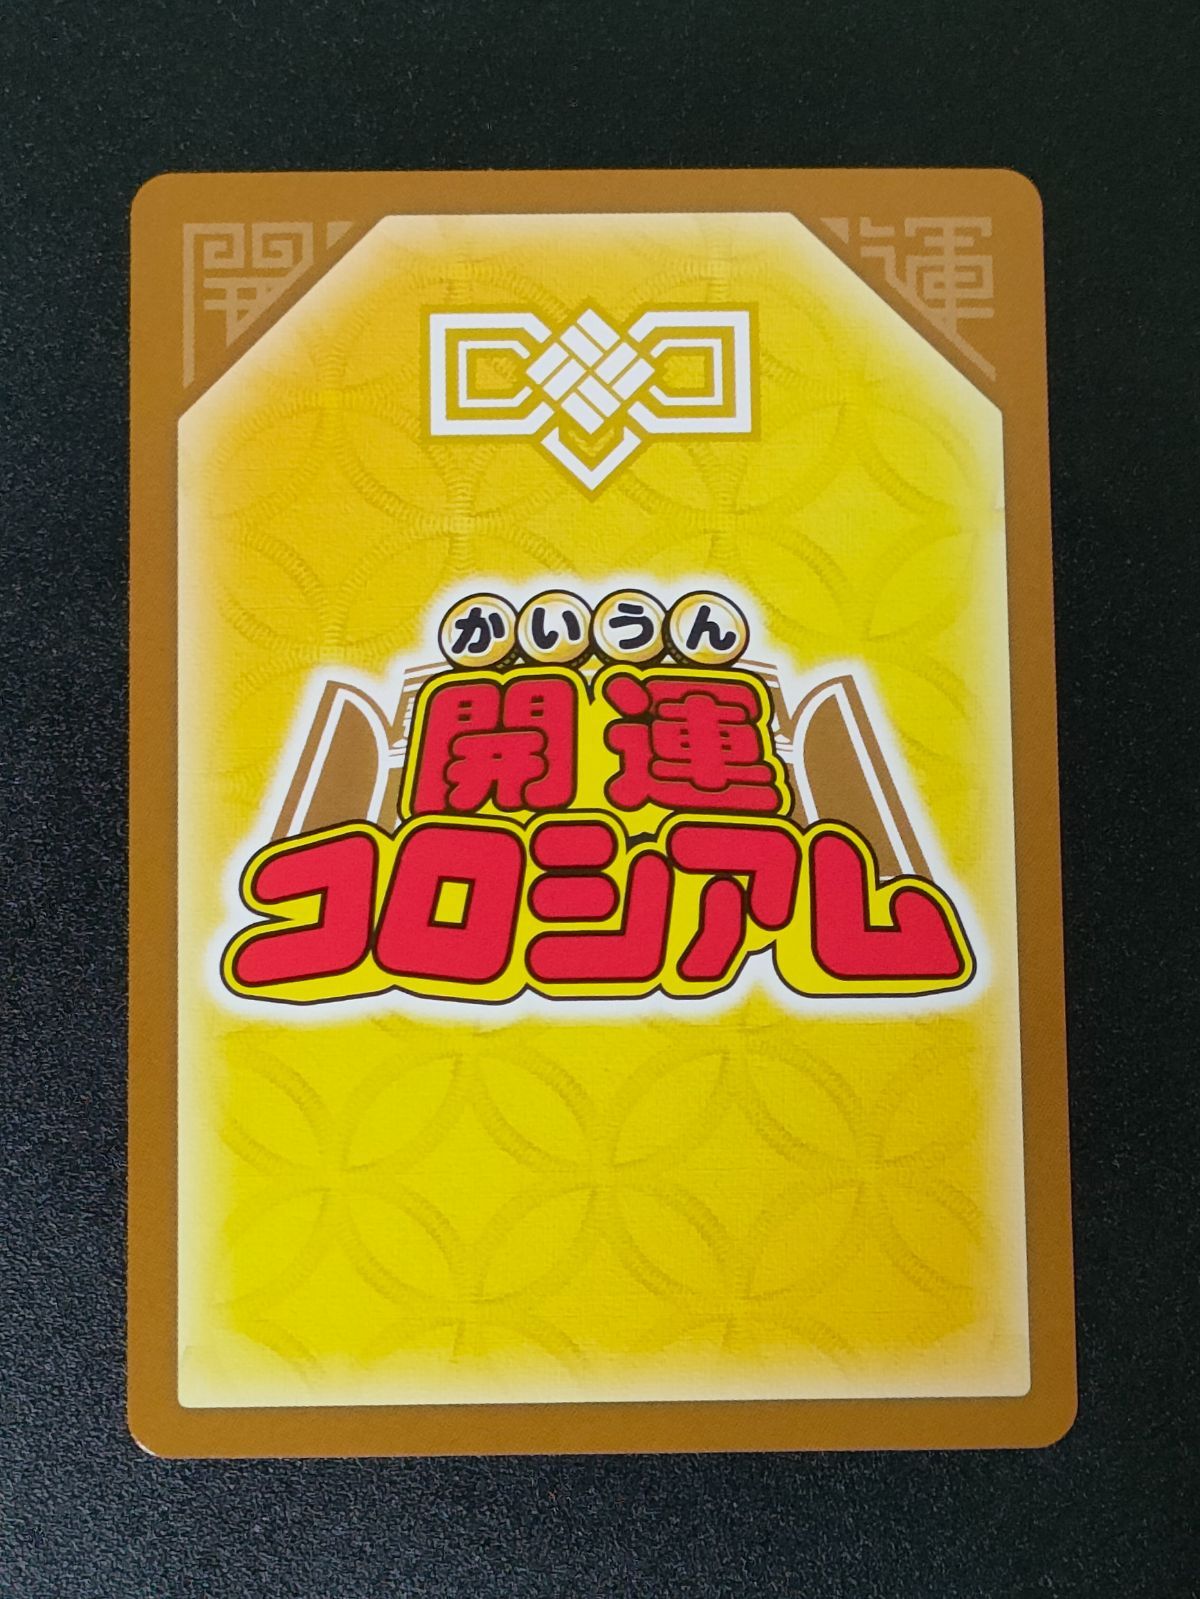 開 運
かいうん
開運
コロシアム